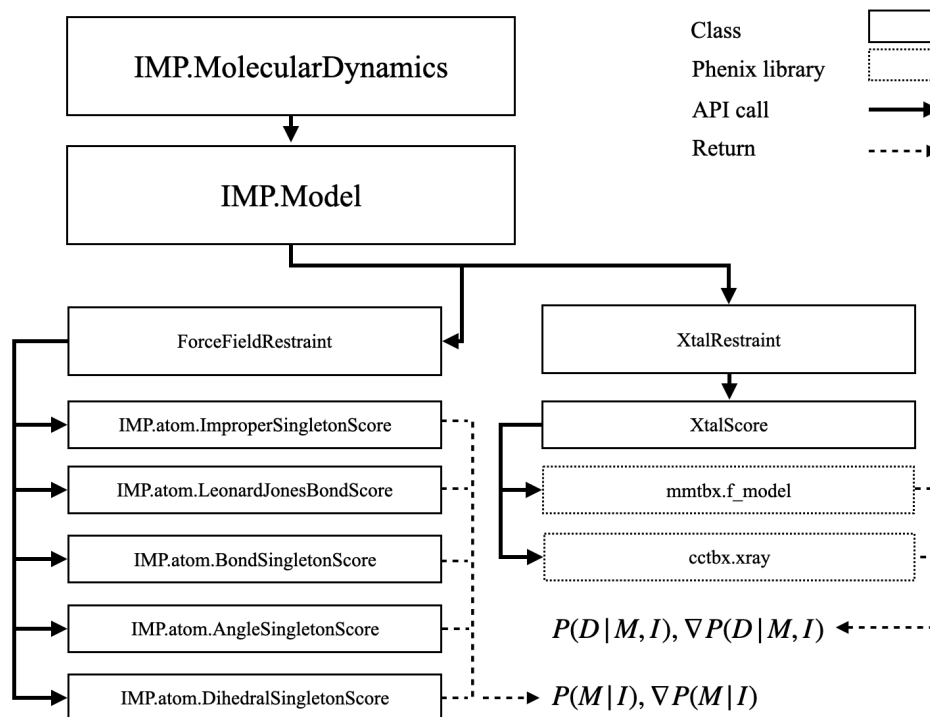 IMP.MolecularDynamics
IMP.Model
Class
Phenix library
API call
Return
ForceFieldRestraint
IMP.atom.ImproperSingletonScore
IMP.atom.LeonardJonesBondScore
IMP.atom.BondSingletonScore
IMP.atom.AngleSingletonScore
IMP.atom.DihedralSingletonScore
XtalRestraint
XtalScore
mmtbx.f_model
cctbx.xray
P(D|M,I), ∇P(D|M,I)
P(M|I), ∇P(M|I)